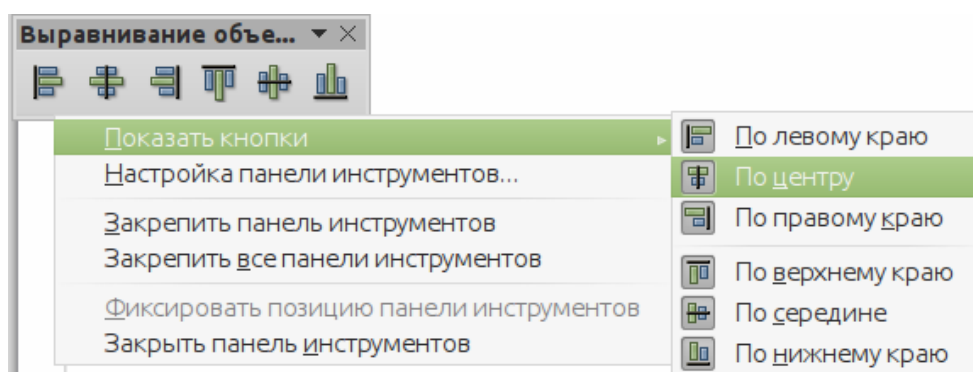 Выравнивание объе...
Показать кнопки
Настройка панели инструментов...
Закрепить панель инструментов
Закрепить все панели инструментов
Фиксировать позицию панели инструментов
Закрыть панель инструментов
По левому краю
По центру
По правому краю
По верхнему краю
По середине
По нижнему краю